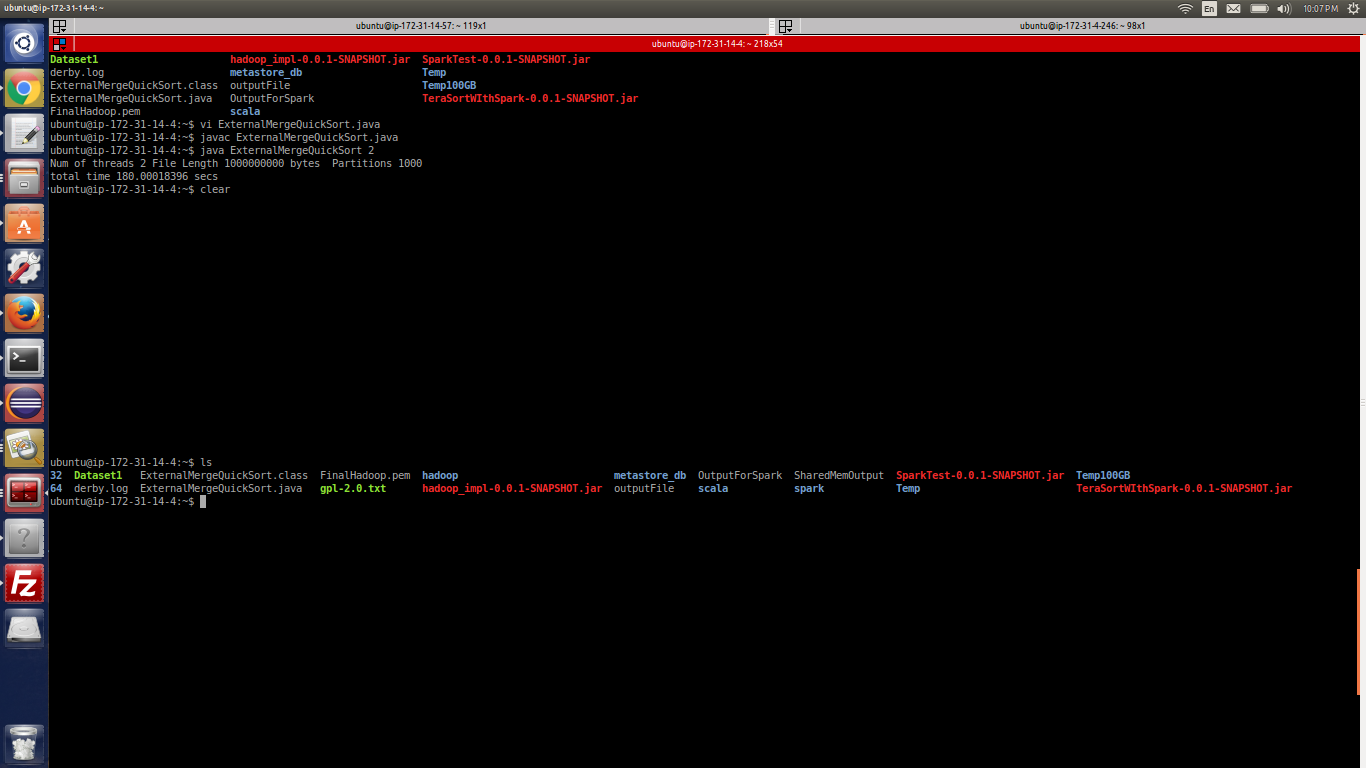 ubuntu@ip-172-31-14-4: ~
En
10:07 PM
ubuntu@ip-172-31-14-57: ~ 119x1
ubuntu@ip-172-31-4-246: ~ 98x1
ubuntu@ip-172-31-14-4: ~ 218x54
Dataset1 hadoop_impl-0.0.1-SNAPSHOT.jar SparkTest-0.0.1-SNAPSHOT.jar
derby.log metastore_db Temp
ExternalMergeQuickSort.class outputFile Temp100GB
ExternalMergeQuickSort.java OutputForSpark TeraSortWIthSpark-0.0.1-SNAPSHOT.jar
FinalHadoop.pem scala
ubuntu@ip-172-31-14-4:~$ vi ExternalMergeQuickSort.java
ubuntu@ip-172-31-14-4:~$ javac ExternalMergeQuickSort.java
ubuntu@ip-172-31-14-4:~$ java ExternalMergeQuickSort 2
Num of threads 2 File Length 1000000000 bytes  Partitions 1000
total time 180.00018396 secs
ubuntu@ip-172-31-14-4:~$ clear
ubuntu@ip-172-31-14-4:~$ ls
32 Dataset1 ExternalMergeQuickSort.class FinalHadoop.pem hadoop metastore_db OutputForSpark SharedMemOutput SparkTest-0.0.1-SNAPSHOT.jar Temp100GB
64 derby.log ExternalMergeQuickSort.java gpl-2.0.txt hadoop_impl-0.0.1-SNAPSHOT.jar outputFile scala spark Temp TeraSortWIthSpark-0.0.1-SNAPSHOT.jar
ubuntu@ip-172-31-14-4:~$